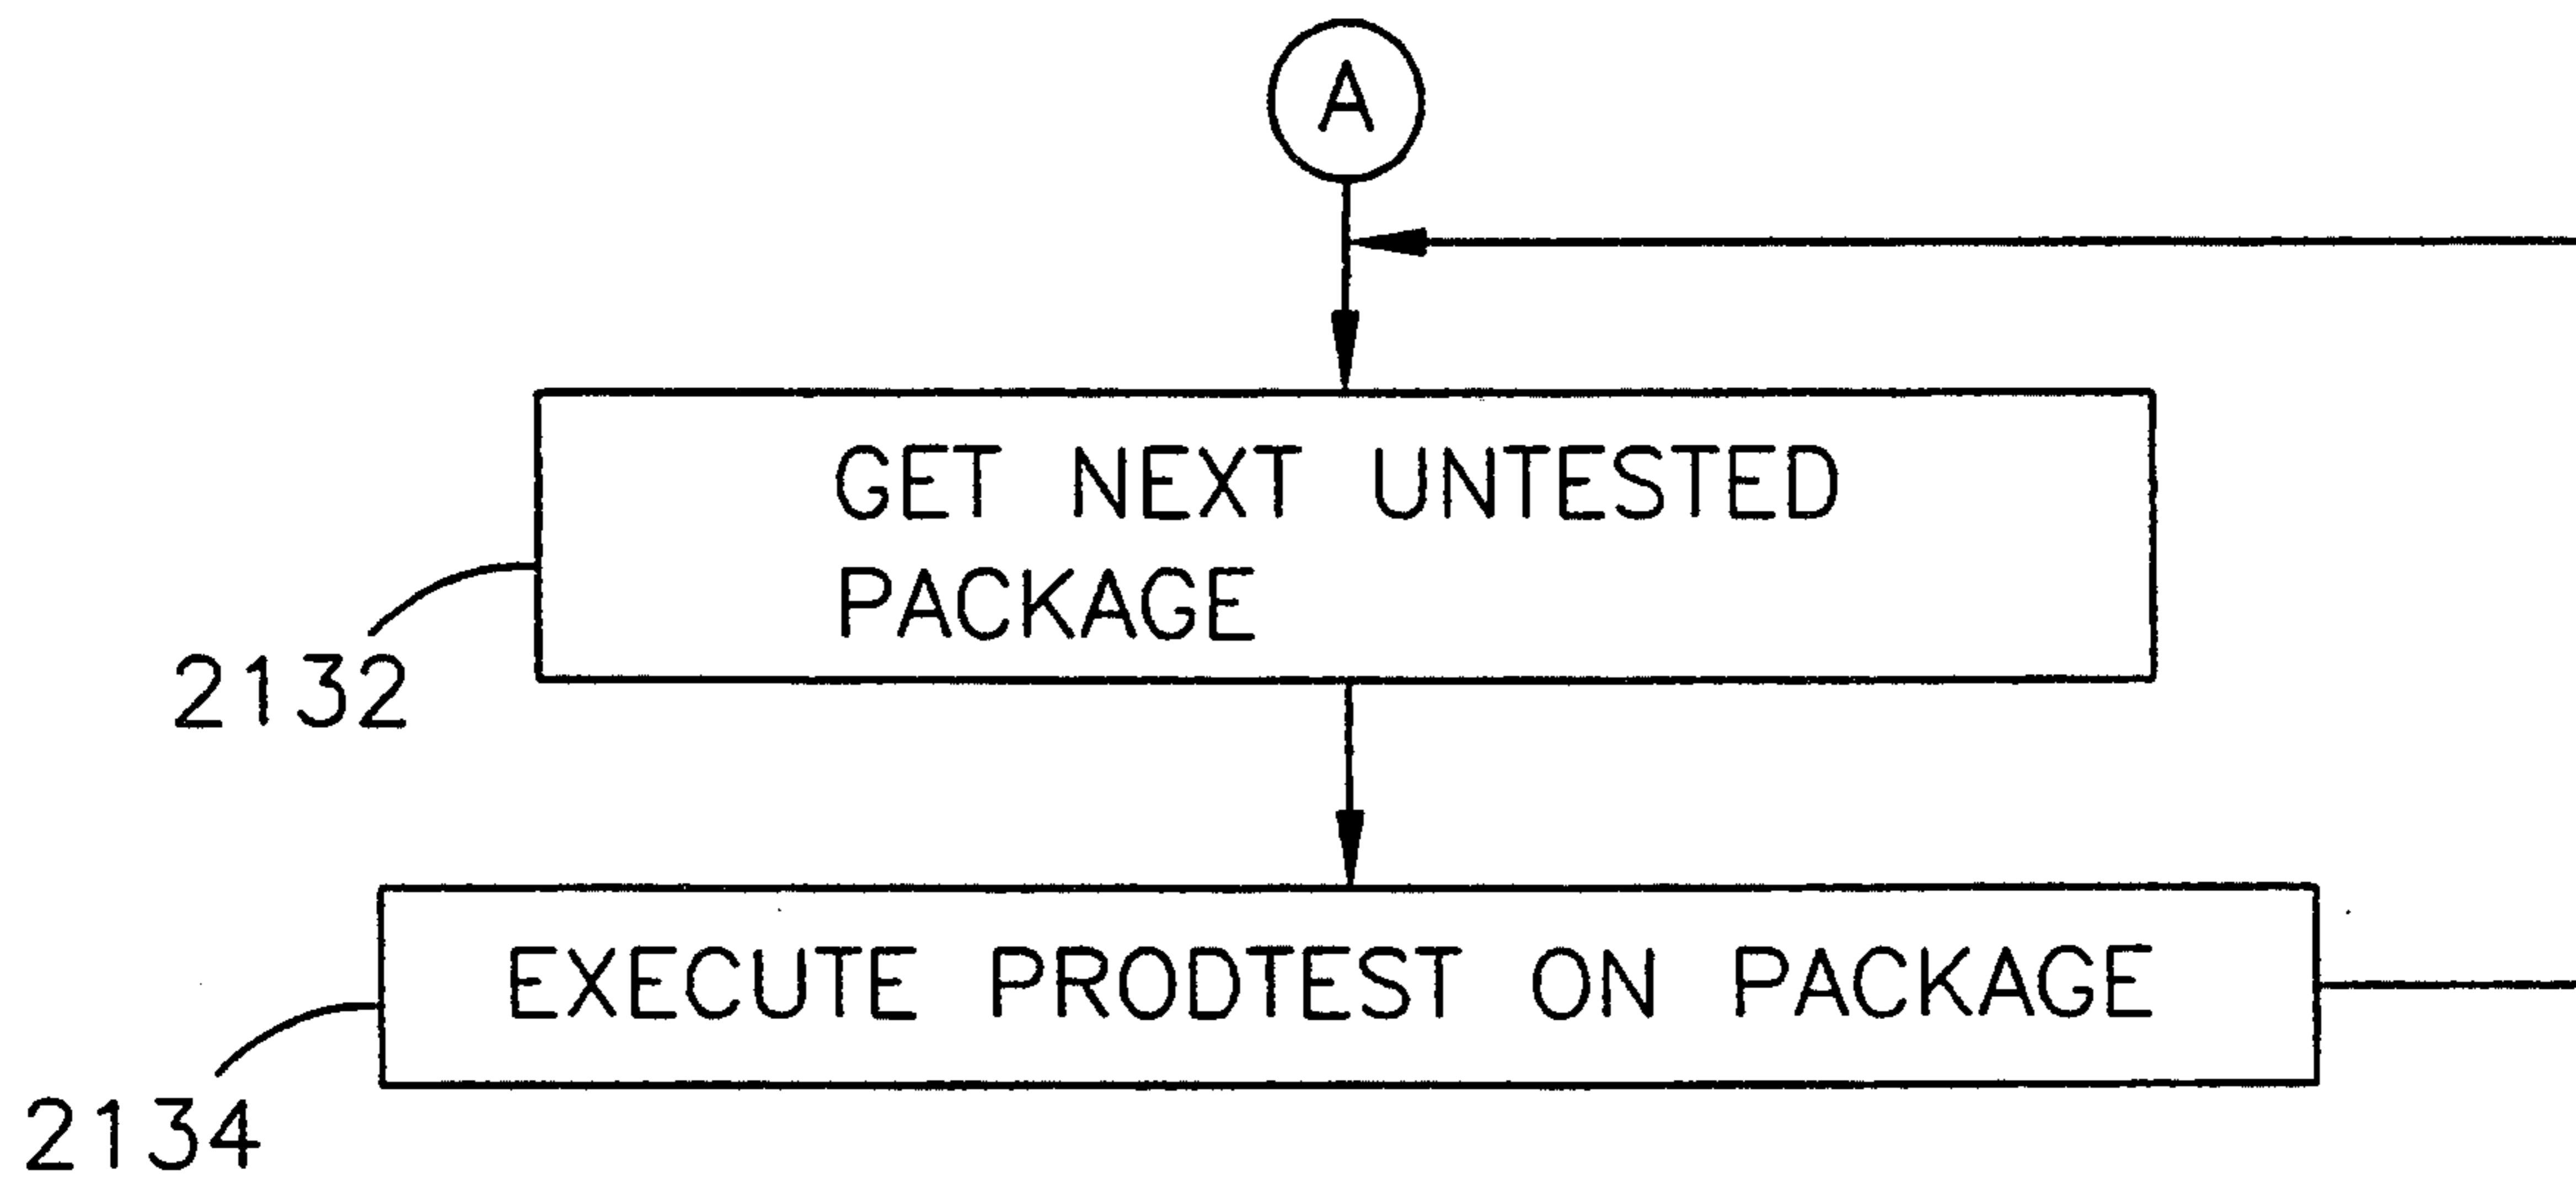 A
GET NEXT UNTESTED
PACKAGE
2132
EXECUTE PRODTEST ON PACKAGE
2134